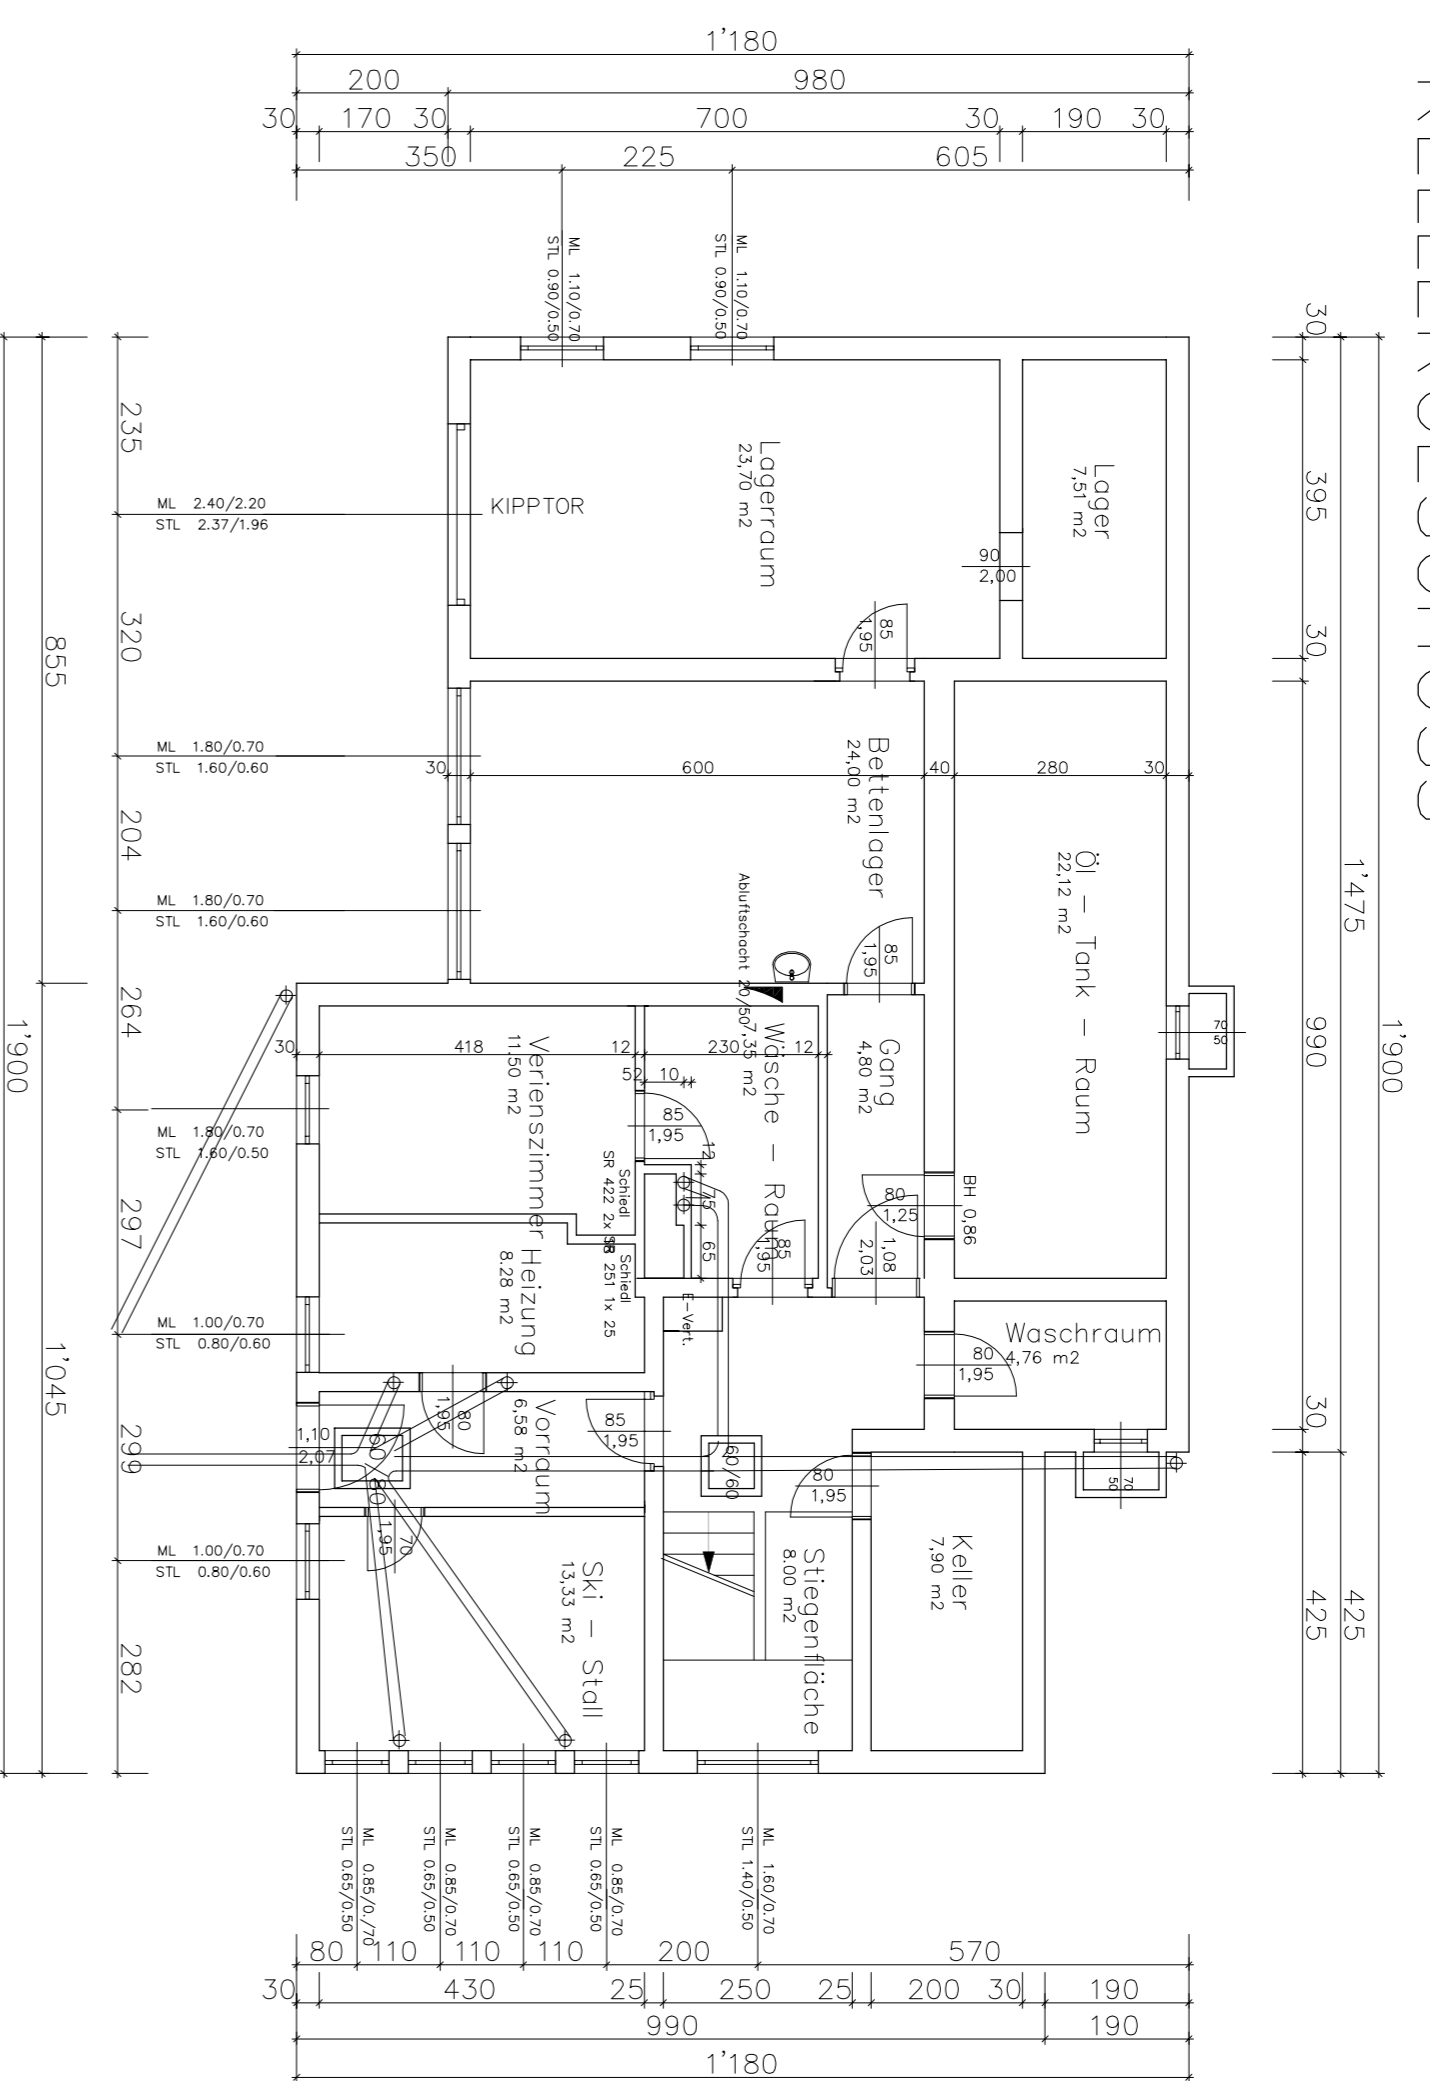 1'180
200 980
30 170 30 700 30 190 30
350 225 605
ML 1.10/0.70
STL 0.90/0.50
ML 1.10/0.70
STL 0.90/0.50
30 395 30 990 30 425
1'475 425
1'900
235 320 204 264 297 299 282
855 1'045
1'900
ML 2.40/2.20
STL 2.37/1.96
KIPPTOR
ML 1.80/0.70
STL 1.60/0.60
ML 1.80/0.70
STL 1.60/0.60
ML 1.80/0.70
STL 1.60/0.50
ML 1.00/0.70
STL 0.80/0.60
ML 1.00/0.70
STL 0.80/0.60
Lagerraum
23,70 m2
Lager
7,51 m2
90
2,00
85
1,95
Bettenlager
24,00 m2
30 600 40 280 30
Öl - Tank - Raum
22,12 m2
70
50
85
1,95
Abluftschacht 20/50
Wäsche - Raum
7,35 m2
Gang
4,80 m2
30 418 12 230 12
52 10
85
1,95
12
75
65
Verienszimmer
11.50 m2
Heizung
8.28 m2
Schiedl
SR 422 2x 18
Schiedl
SR 251 1x 25
E-Vert.
85
1,95
80
1,25
BH 0,86
1,08
2,03
Waschraum
4,76 m2
80
1,95
70
50
Vorraum
6,58 m2
80
1,95
85
1,95
1,10
2,07
60
80
60/60
80
1,95
70
1,95
Ski - Stall
13,33 m2
Stiegenfläche
8.00 m2
Keller
7,90 m2
ML 0.85/0./70
STL 0.65/0.50
ML 0.85/0.70
STL 0.65/0.50
ML 0.85/0.70
STL 0.65/0.50
ML 0.85/0.70
STL 0.65/0.50
ML 1.60/0.70
STL 1.40/0.50
80 110 110 110 200 570
30 430 25 250 25 200 30 190
990 190
1'180